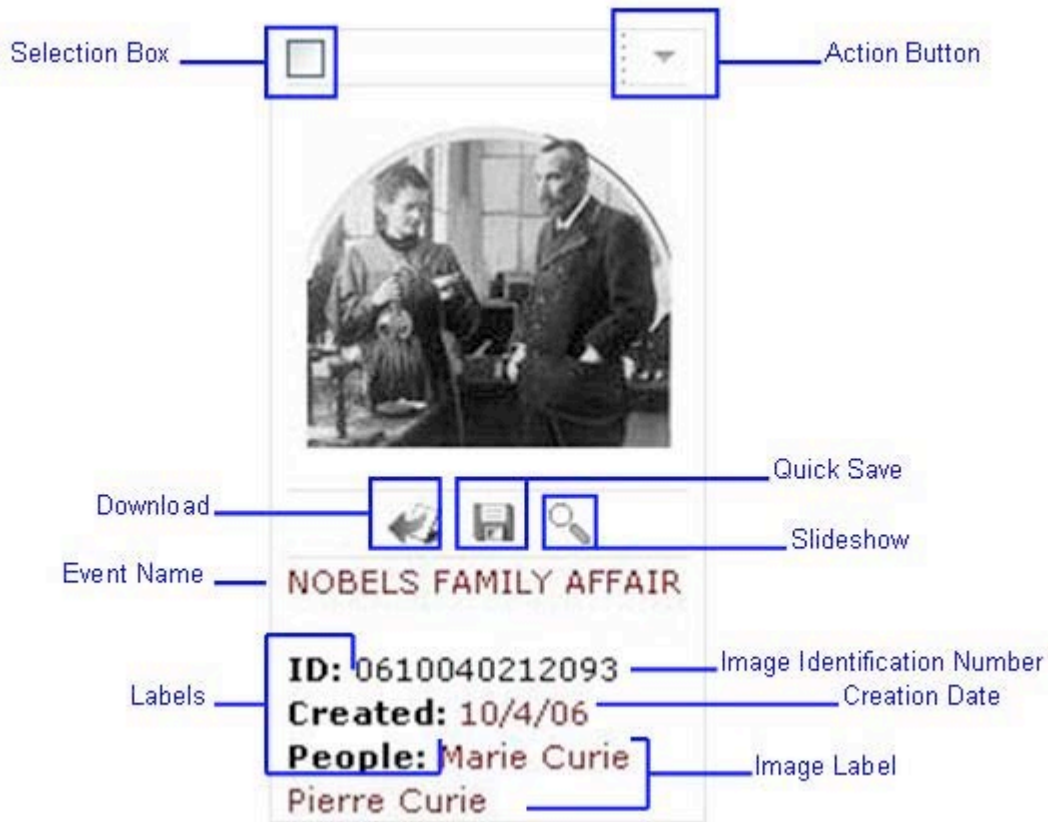 Selection Box
Action Button
Quick Save
Download
Slideshow
Event Name
NOBELS FAMILY AFFAIR
ID: 0610040212093
Image Identification Number
Labels
Created: 10/4/06
Creation Date
People: Marie Curie
Image Label
Pierre Curie